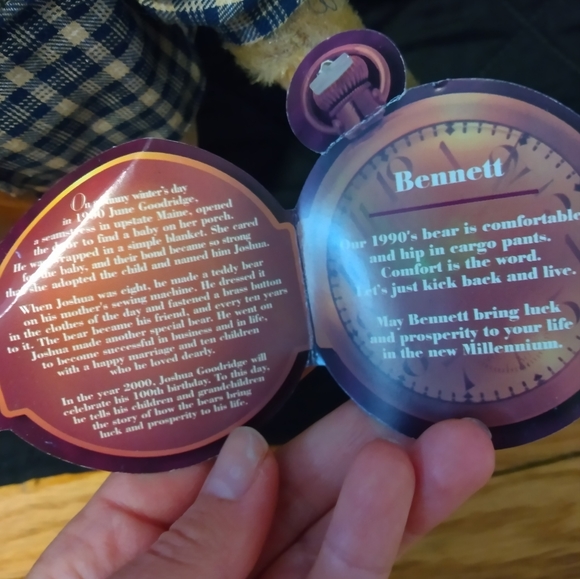 On a snowy winter's day
in 1900 June Goodridge,
a seamstress in upstate Maine, opened
the door to find a baby on her porch.
He was wrapped in a simple blanket. She cared
for the baby, and their bond became so strong
that she adopted the child and named him Joshua.
When Joshua was eight, he made a teddy bear
on his mother's sewing machine. He dressed it
in the clothes of the day and fastened a brass button
to it. The bear became his friend, and every ten years
Joshua made another special bear. He went on
to become successful in business and in life,
with a happy marriage and ten children
who he loved dearly.
In the year 2000, Joshua Goodridge will
celebrate his 100th birthday. To this day,
he tells his children and grandchildren
the story of how the bears bring
luck and prosperity to his life.
Bennett
Our 1990's bear is comfortable
and hip in cargo pants.
Comfort is the word.
Let's just kick back and live.
May Bennett bring luck
and prosperity to your life
in the new Millennium.